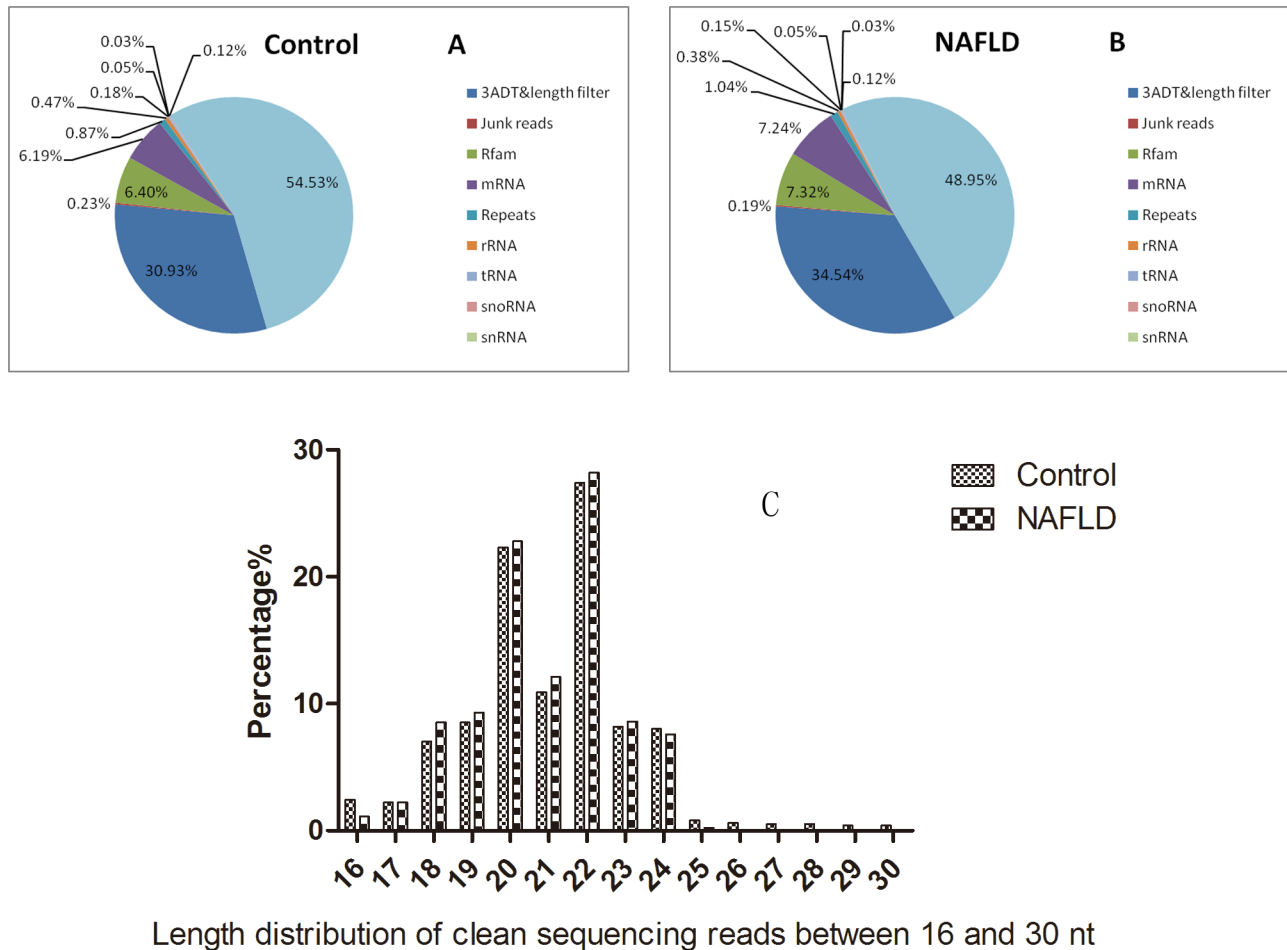 Control A
0.03%
0.12%
0.05%
0.18%
0.47%
0.87%
6.19%
6.40%
0.23%
30.93%
54.53%
3ADT&length filter
Junk reads
Rfam
mRNA
Repeats
rRNA
tRNA
snoRNA
snRNA
NAFLD B
0.15%
0.05%
0.03%
0.38%
0.12%
1.04%
7.24%
7.32%
0.19%
34.54%
48.95%
3ADT&length filter
Junk reads
Rfam
mRNA
Repeats
rRNA
tRNA
snoRNA
snRNA
C
Control
NAFLD
Percentage%
30
20
10
0
16 17 18 19 20 21 22 23 24 25 26 27 28 29 30
Length distribution of clean sequencing reads between 16 and 30 nt